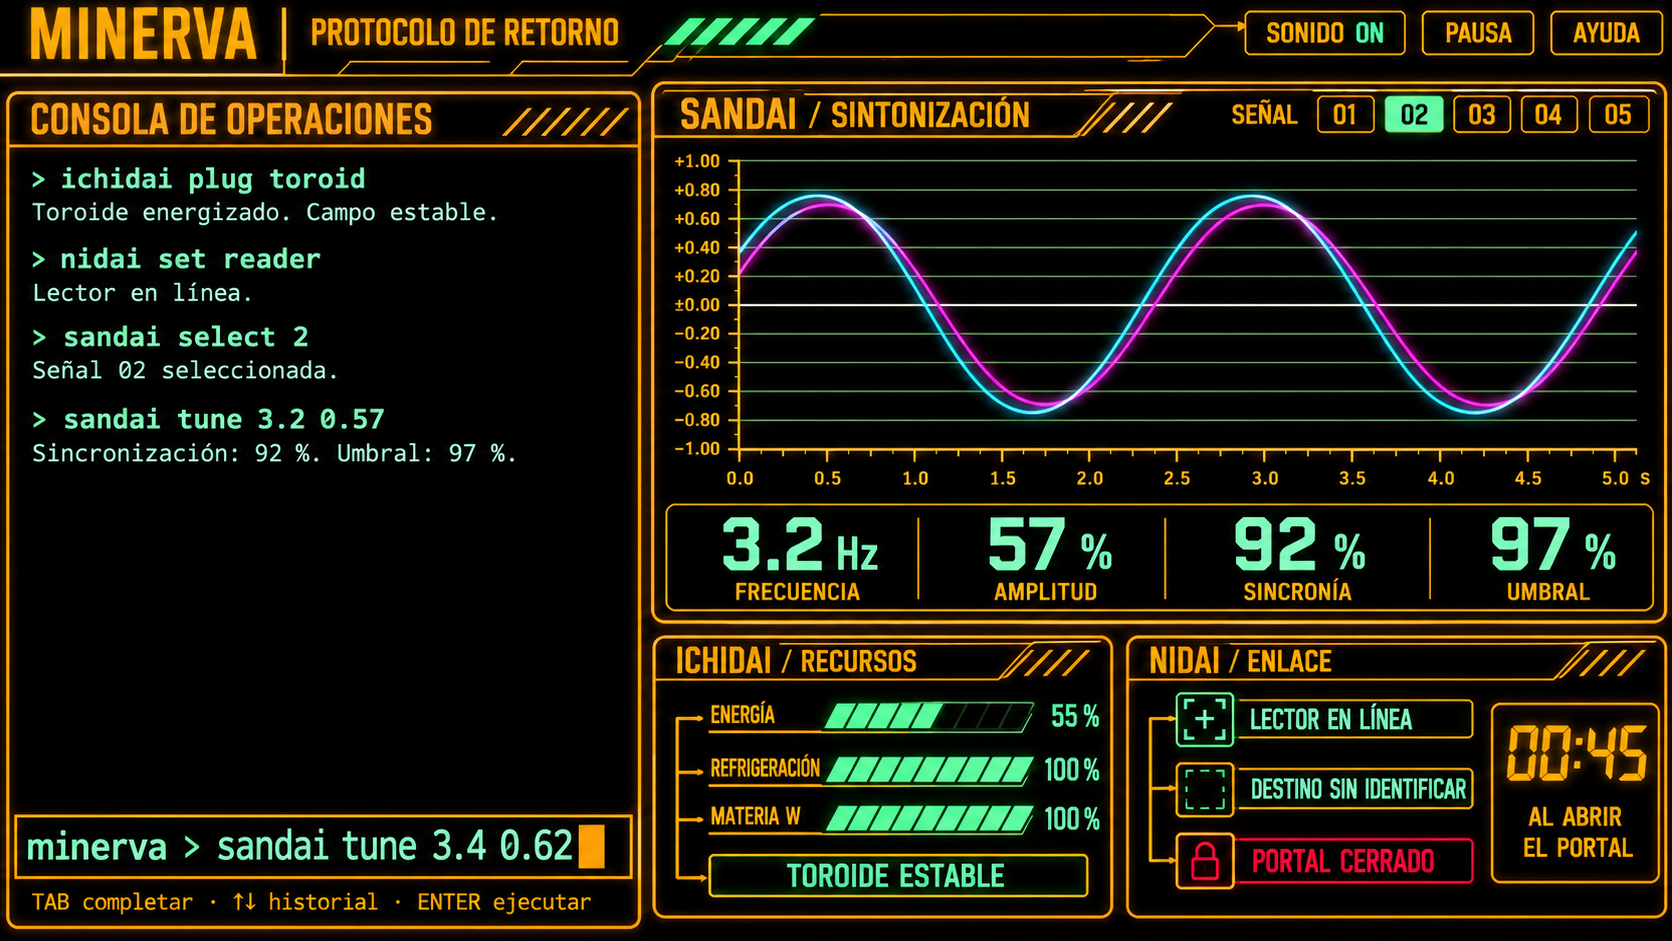 MINERVA
PROTOCOLO DE RETORNO
SONIDO ON
PAUSA
AYUDA
CONSOLA DE OPERACIONES
> ichidai plug toroid
Toroide energizado. Campo estable.
> nidai set reader
Lector en línea.
> sandai select 2
Señal 02 seleccionada.
> sandai tune 3.2 0.57
Sincronización: 92 %. Umbral: 97 %.
minerva > sandai tune 3.4 0.62
TAB completar · ↑↓ historial · ENTER ejecutar
SANDAI / SINTONIZACIÓN
SEÑAL 01 02 03 04 05
+1.00
+0.80
+0.60
+0.40
+0.20
±0.00
−0.20
−0.40
−0.60
−0.80
−1.00
0.0 0.5 1.0 1.5 2.0 2.5 3.0 3.5 4.0 4.5 5.0 s
3.2 Hz 57 % 92 % 97 %
FRECUENCIA AMPLITUD SINCRONÍA UMBRAL
ICHIDAI / RECURSOS
ENERGÍA 55 %
REFRIGERACIÓN 100 %
MATERIA W 100 %
TOROIDE ESTABLE
NIDAI / ENLACE
LECTOR EN LÍNEA
DESTINO SIN IDENTIFICAR
PORTAL CERRADO
00:45
AL ABRIR
EL PORTAL